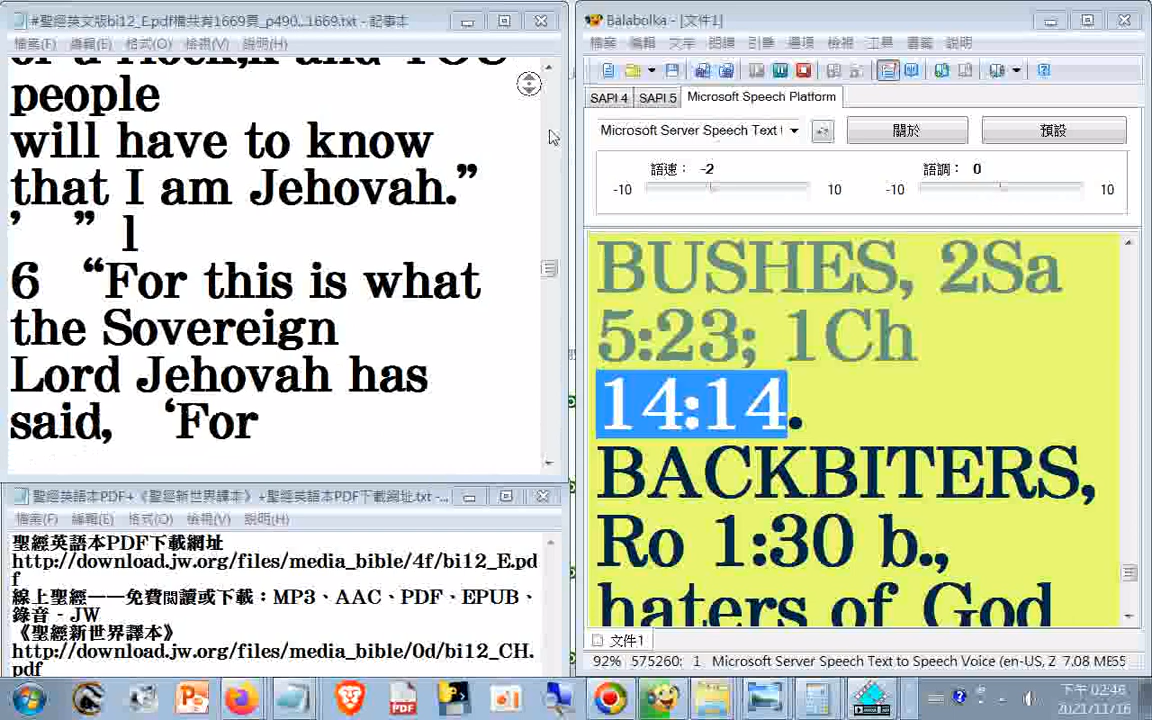 #聖經英文版bi12_E.pdf檔共有1669頁_p490...1669.txt - 記事本
檔案(F) 編輯(E) 格式(O) 檢視(V) 說明(H)
people
will have to know
that I am Jehovah.”
’ ” l
6 “For this is what
the Sovereign
Lord Jehovah has
said, ‘For
聖經英語本PDF+《聖經新世界譯本》+聖經英語本PDF下載網址.txt - ...
檔案(F) 編輯(E) 格式(O) 檢視(V) 說明(H)
聖經英語本PDF下載網址
http://download.jw.org/files/media_bible/4f/bi12_E.pd
f
線上聖經——免費閱讀或下載：MP3、AAC、PDF、EPUB、
錄音 - JW
《聖經新世界譯本》
http://download.jw.org/files/media_bible/0d/bi12_CH.
pdf
Balabolka - [文件1]
檔案 編輯 文字 朗讀 引擎 選項 檢視 工具 書籤 說明
SAPI 4 SAPI 5 Microsoft Speech Platform
Microsoft Server Speech Text 關於 預設
語速： -2 語調： 0
-10 10 -10 10
BUSHES, 2Sa
5:23; 1Ch
14:14.
BACKBITERS,
Ro 1:30 b.,
haters of God
文件1
92% 575260: 1 Microsoft Server Speech Text to Speech Voice (en-US, Z 7.08 MB
下午 02:46
2021/11/16